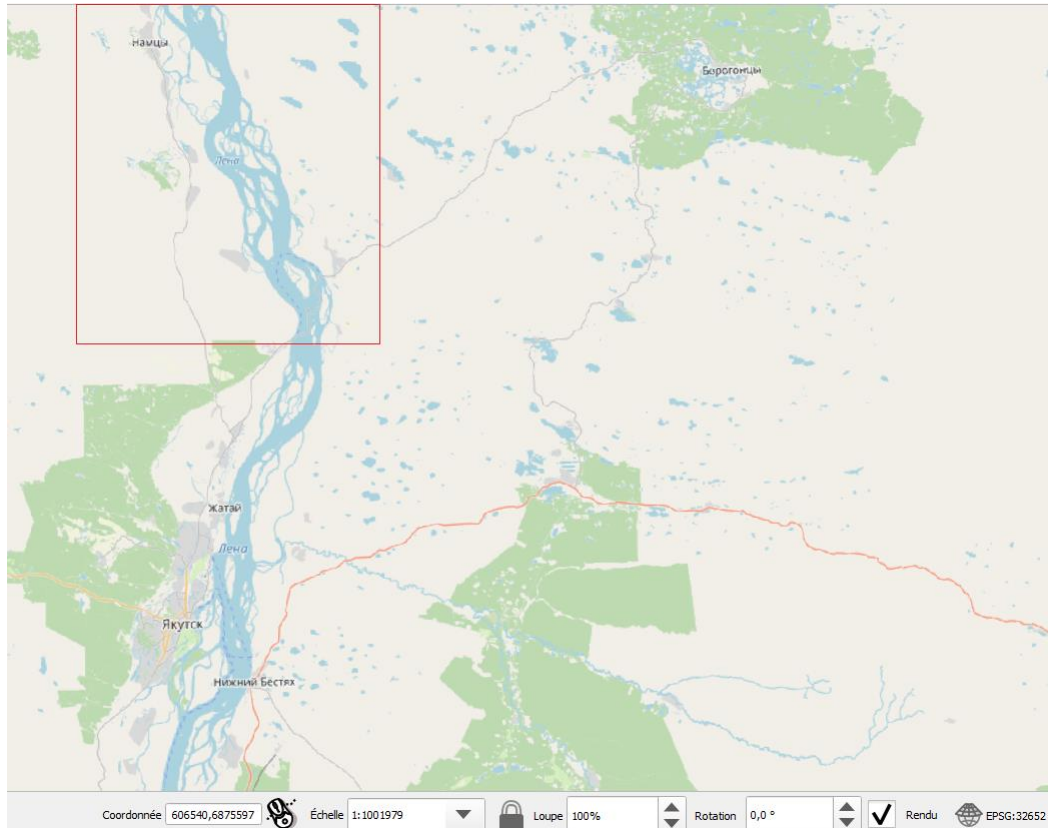 Намцы
Борогонцы
Лена
Жатай
Лена
Якутск
Нижний Бестях
Coordonnée 606540,6875597 Échelle 1:1001979 Loupe 100% Rotation 0,0 ° Rendu EPSG:32652